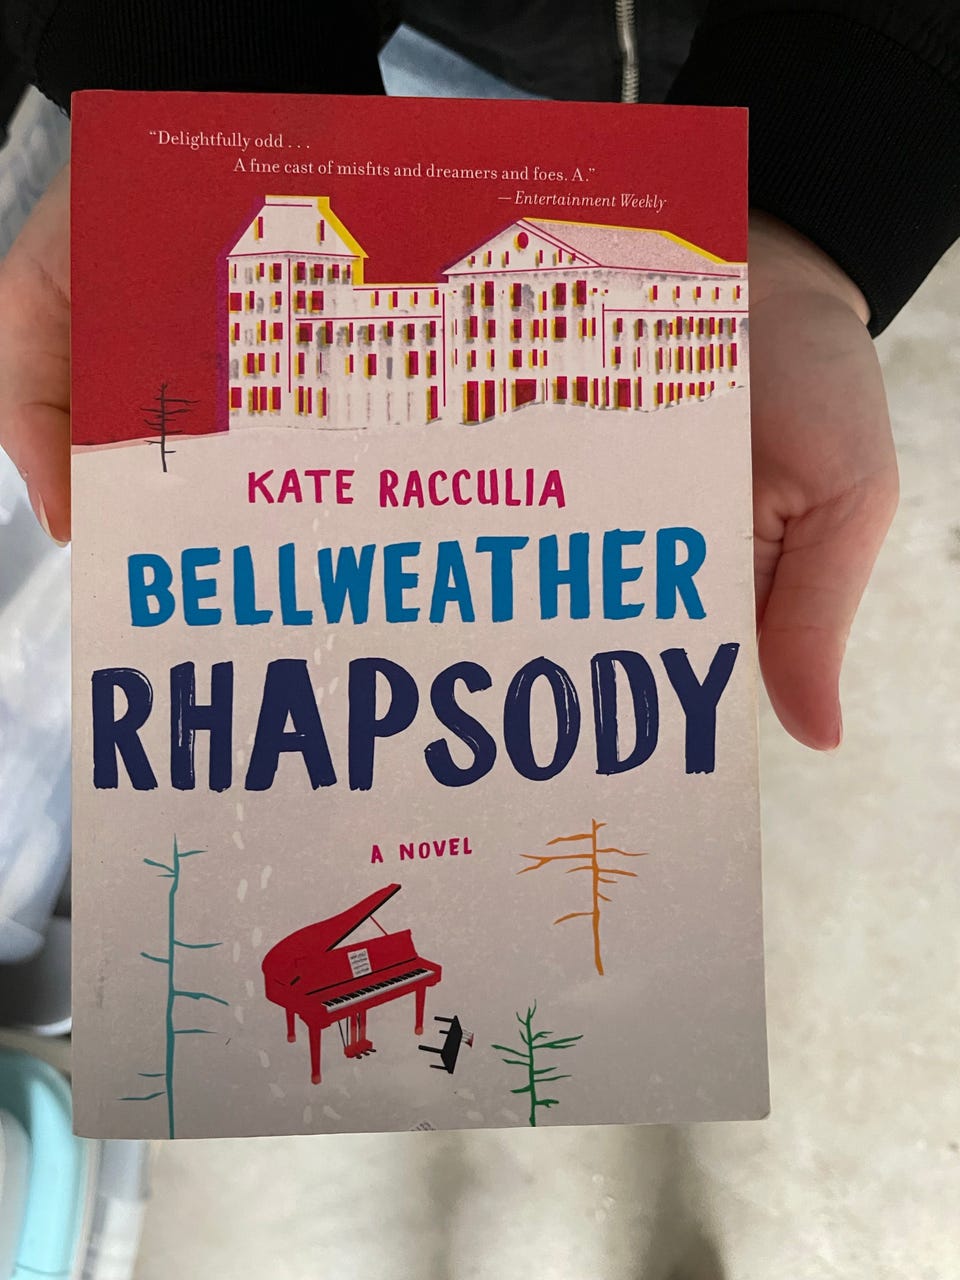 “Delightfully odd . . .
A fine cast of misfits and dreamers and foes. A.”
— Entertainment Weekly
KATE RACCULIA
BELLWEATHER
RHAPSODY
A NOVEL